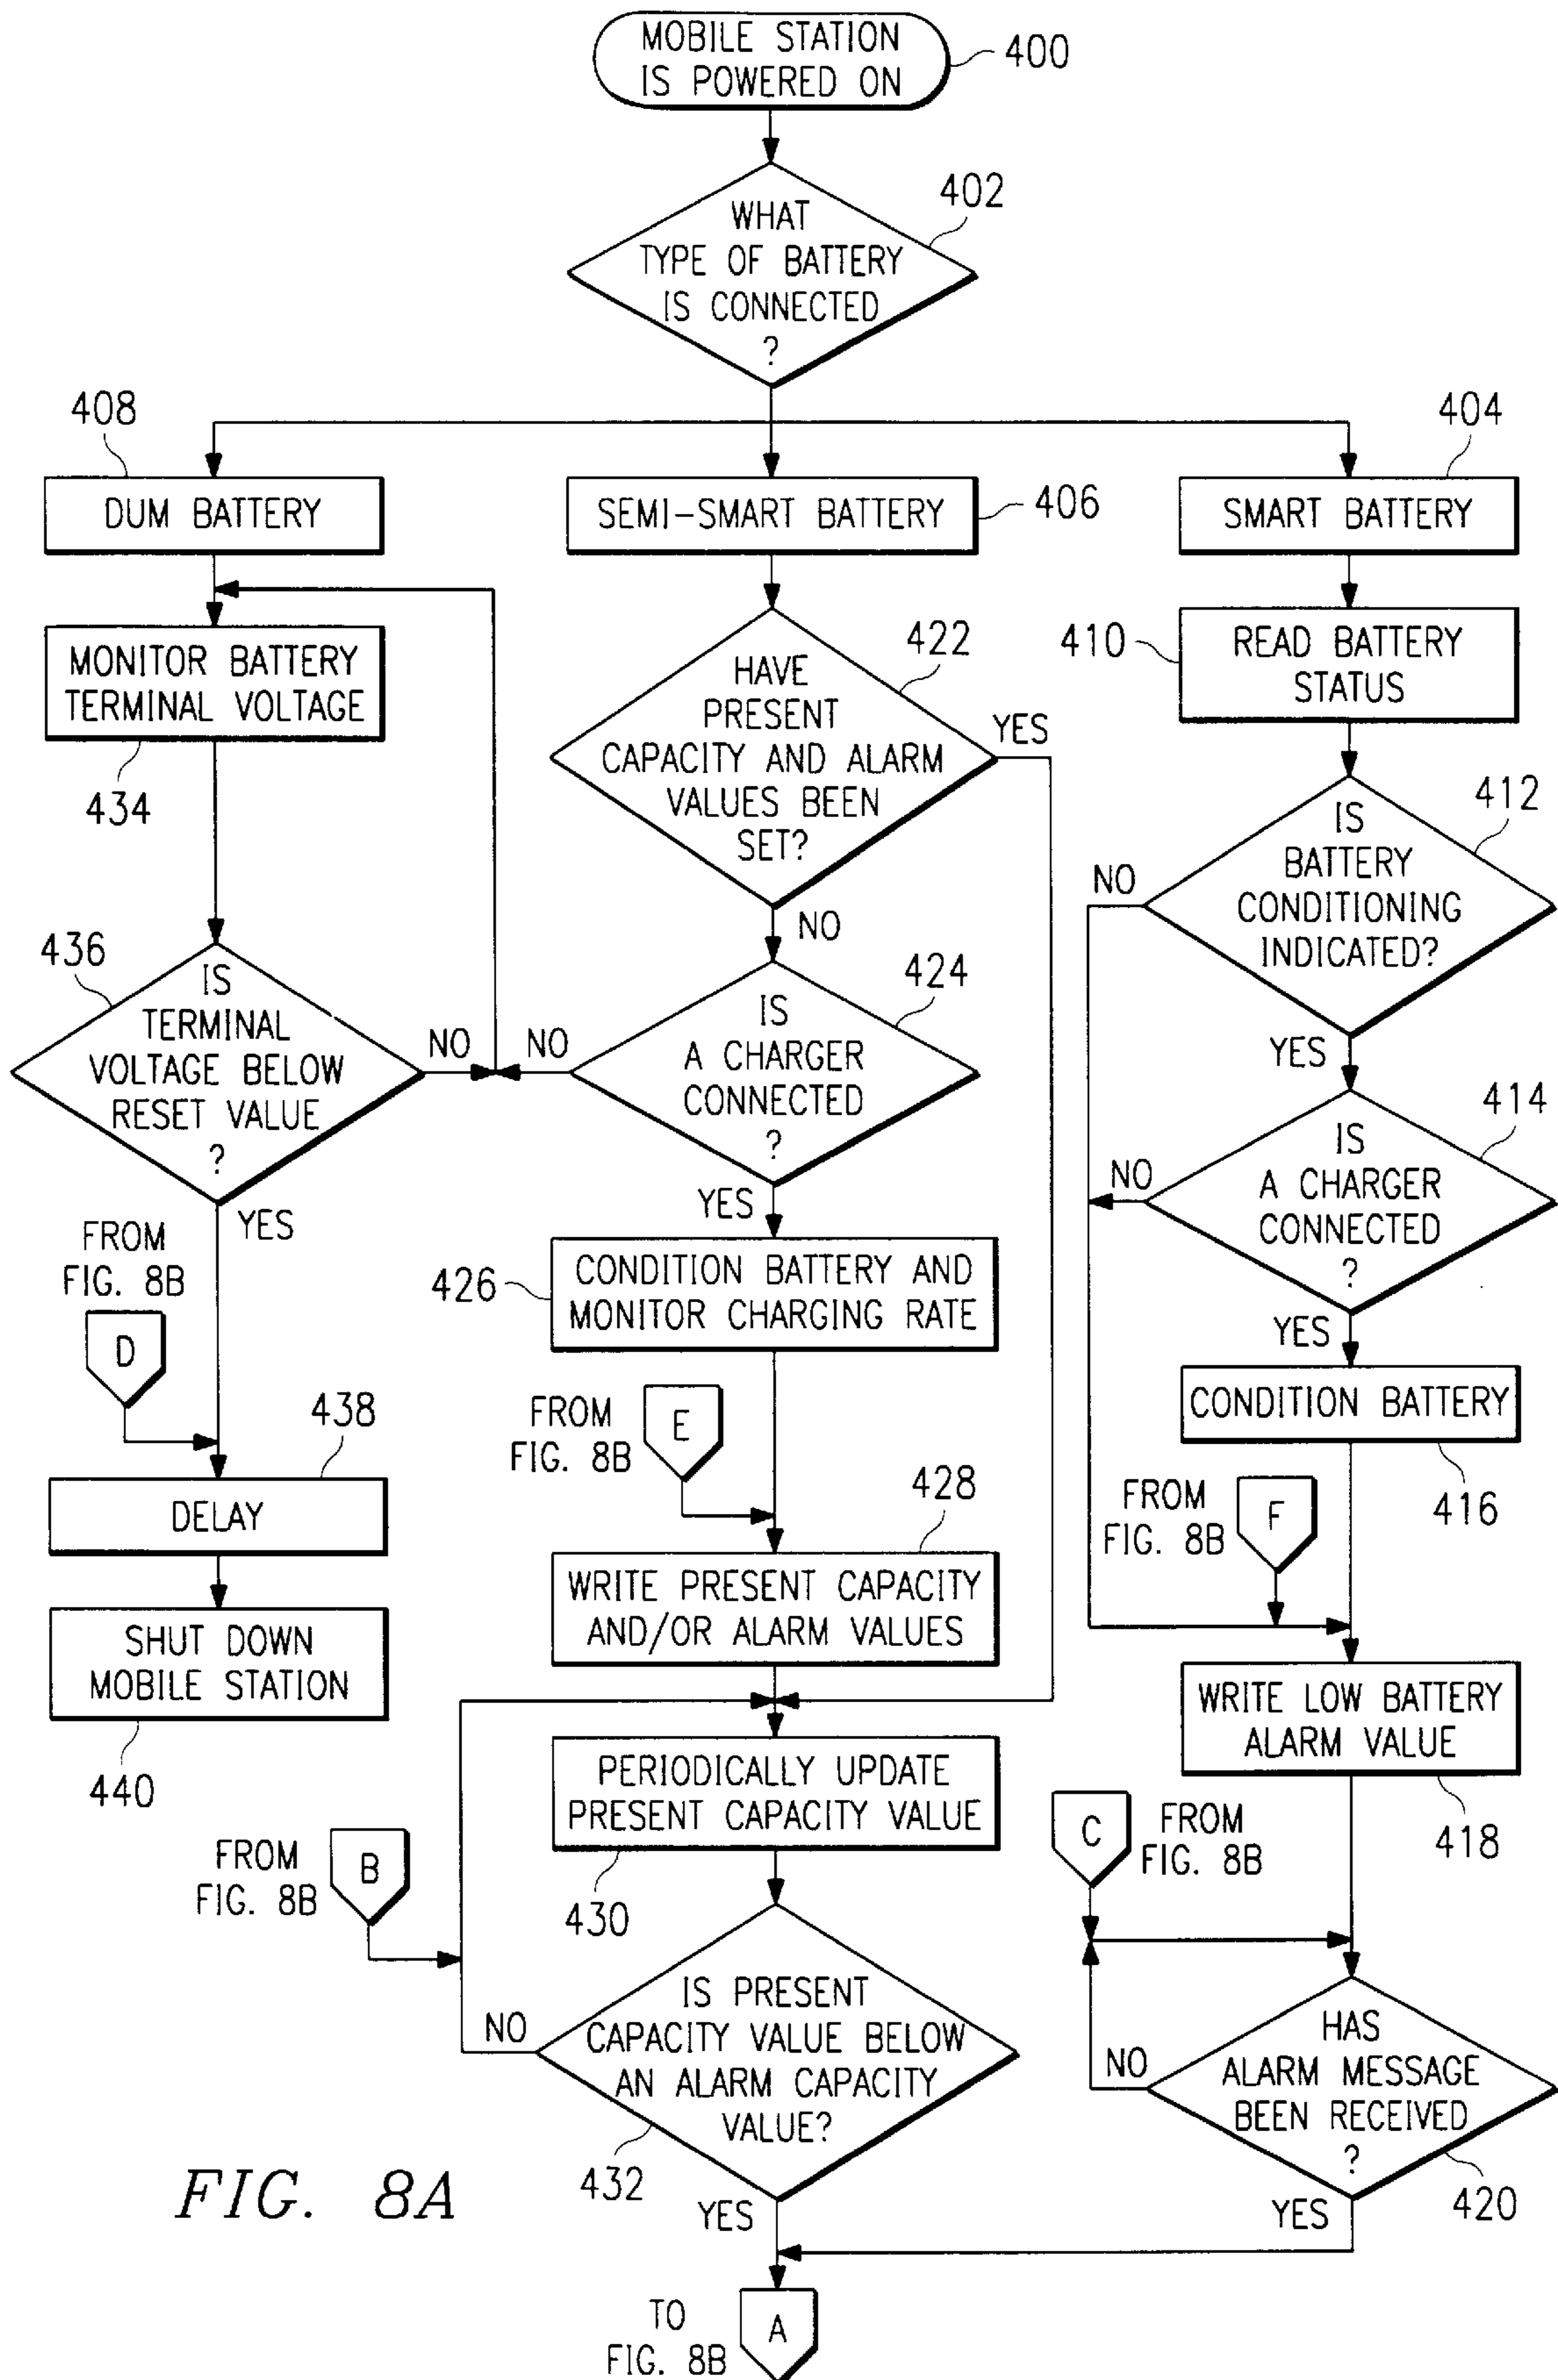 MOBILE STATION
IS POWERED ON
400
402
WHAT
TYPE OF BATTERY
IS CONNECTED
?
408
404
DUM BATTERY
SEMI-SMART BATTERY
406
SMART BATTERY
MONITOR BATTERY
TERMINAL VOLTAGE
434
422
HAVE
PRESENT
CAPACITY AND ALARM
VALUES BEEN
SET?
YES
NO
410
READ BATTERY
STATUS
412
IS
BATTERY
CONDITIONING
INDICATED?
NO
YES
436
IS
TERMINAL
VOLTAGE BELOW
RESET VALUE
?
NO
YES
424
IS
A CHARGER
CONNECTED
?
NO
YES
414
IS
A CHARGER
CONNECTED
?
NO
YES
FROM
FIG. 8B
D
426
CONDITION BATTERY AND
MONITOR CHARGING RATE
CONDITION BATTERY
416
438
DELAY
FROM
FIG. 8B
E
FROM
FIG. 8B
F
428
WRITE PRESENT CAPACITY
AND/OR ALARM VALUES
SHUT DOWN
MOBILE STATION
440
WRITE LOW BATTERY
ALARM VALUE
418
PERIODICALLY UPDATE
PRESENT CAPACITY VALUE
430
FROM
FIG. 8B
B
C
FROM
FIG. 8B
IS PRESENT
CAPACITY VALUE BELOW
AN ALARM CAPACITY
VALUE?
NO
432
YES
HAS
ALARM MESSAGE
BEEN RECEIVED
?
NO
420
YES
FIG. 8A
TO
FIG. 8B
A